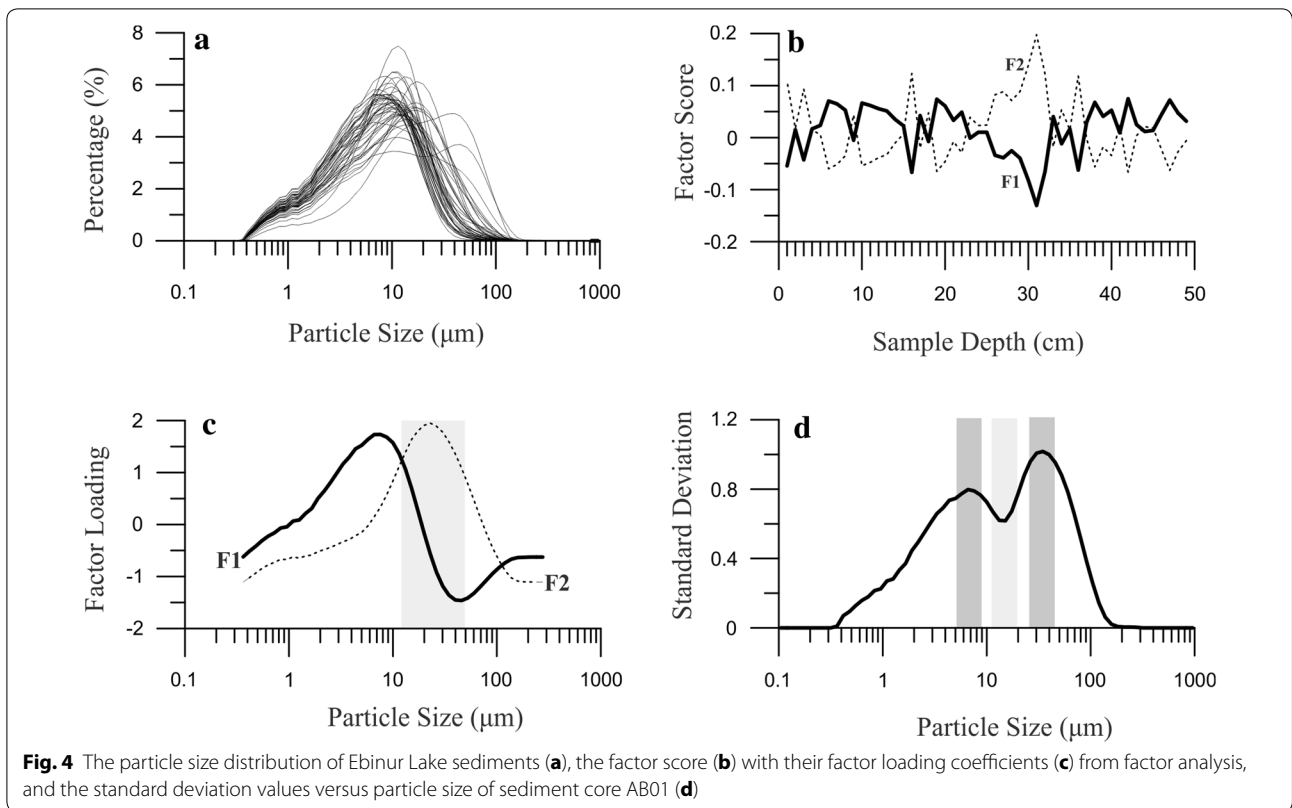 a
8
6
4
2
0
Percentage (%)
0.1 1 10 100 1000
Particle Size (μm)
b
0.2
0.1
0
-0.1
-0.2
Factor Score
F2
F1
0 10 20 30 40 50
Sample Depth (cm)
c
2
1
0
-1
-2
Factor Loading
F1
F2
0.1 1 10 100 1000
Particle Size (μm)
d
1.2
0.8
0.4
0
Standard Deviation
0.1 1 10 100 1000
Particle Size (μm)
Fig. 4 The particle size distribution of Ebinur Lake sediments (a), the factor score (b) with their factor loading coefficients (c) from factor analysis,
and the standard deviation values versus particle size of sediment core AB01 (d)